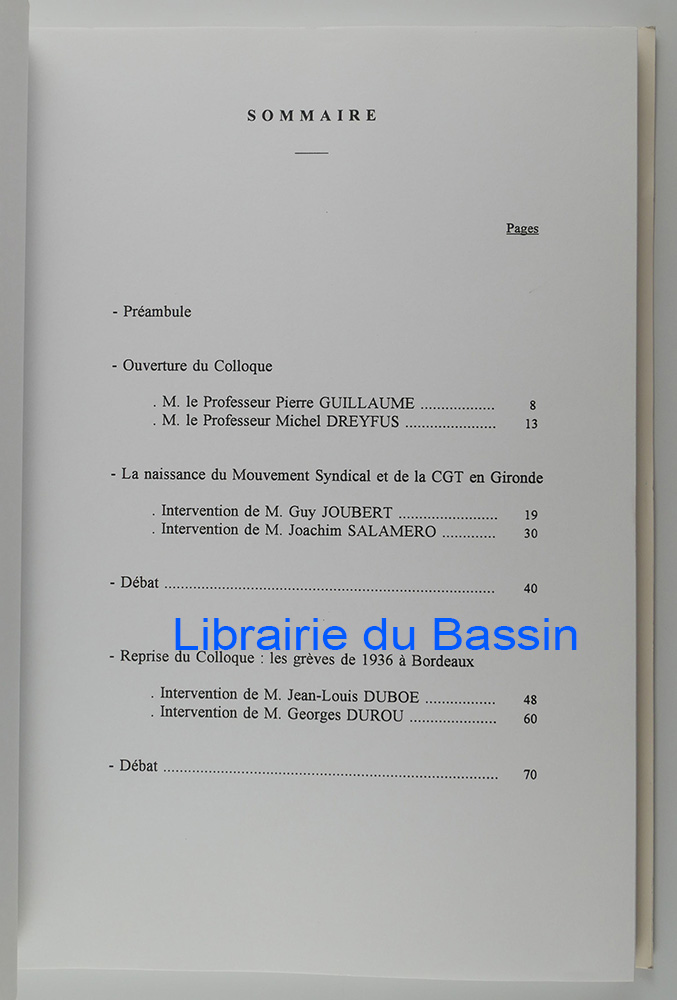 SOMMAIRE
Pages
- Préambule
- Ouverture du Colloque
. M. le Professeur Pierre GUILLAUME .................. 8
. M. le Professeur Michel DREYFUS ...................... 13
- La naissance du Mouvement Syndical et de la CGT en Gironde
. Intervention de M. Guy JOUBERT ........................ 19
. Intervention de M. Joachim SALAMERO ............. 30
- Débat ................................................................................ 40
Librairie du Bassin
- Reprise du Colloque : les grèves de 1936 à Bordeaux
. Intervention de M. Jean-Louis DUBOE ................. 48
. Intervention de M. Georges DUROU ..................... 60
- Débat ................................................................................. 70